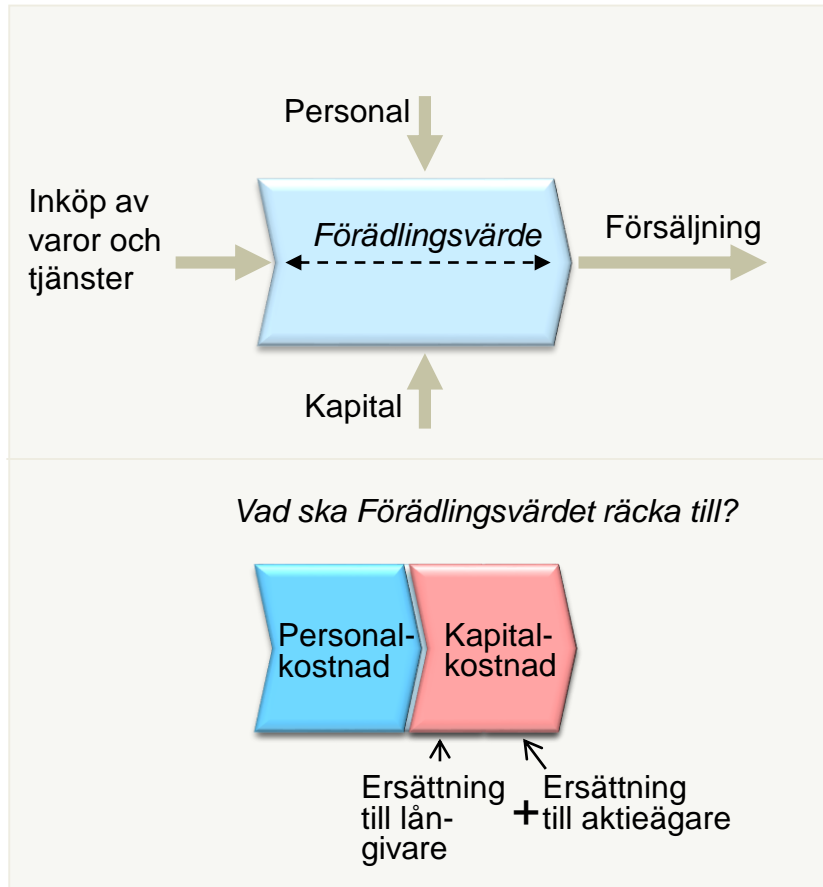 Personal
Inköp av
varor och
tjänster
Förädlingsvärde
Försäljning
Kapital
Vad ska Förädlingsvärdet räcka till?
Personal-
kostnad
Kapital-
kostnad
Ersättning
till lån-
givare
+
Ersättning
till aktieägare